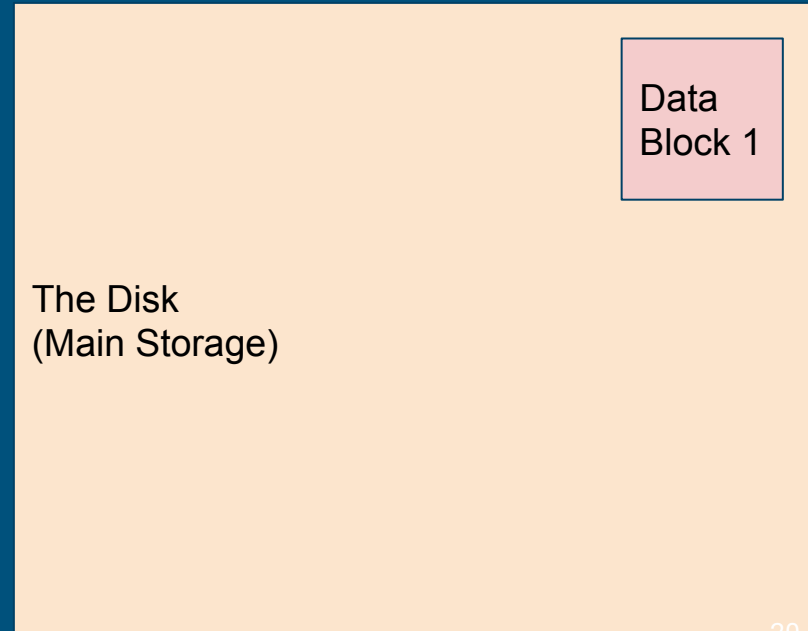 Data
Block 1
The Disk
(Main Storage)